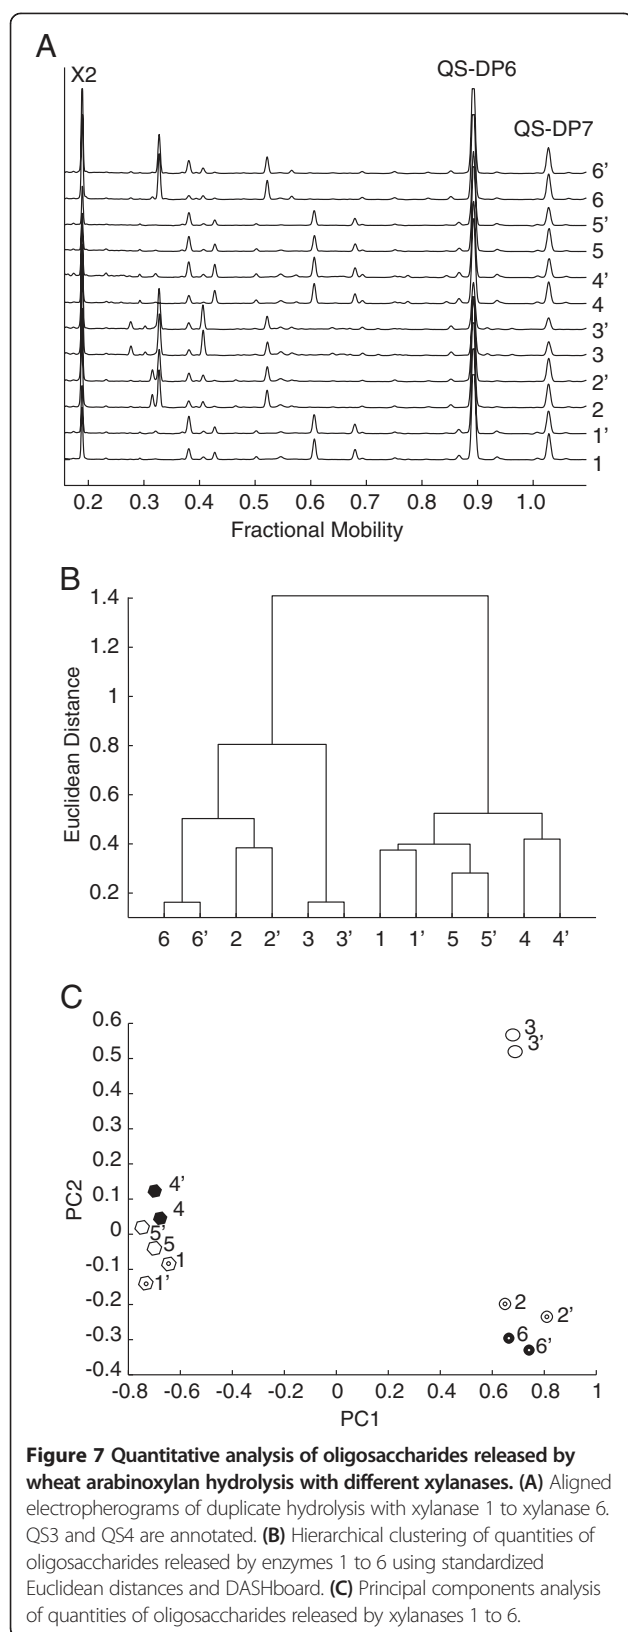 A
X2
QS-DP6
QS-DP7
6’
6
5’
5
4’
4
3’
3
2’
2
1’
1
0.2 0.3 0.4 0.5 0.6 0.7 0.8 0.9 1.0
Fractional Mobility
B
1.4
1.2
1
0.8
0.6
0.4
0.2
Euclidean Distance
6 6’ 2 2’ 3 3’ 1 1’ 5 5’ 4 4’
C
0.6
0.5
0.4
0.3
0.2
0.1
0
-0.1
-0.2
-0.3
-0.4
PC2
3
3’
4’
4
5’
5
1
1’
2
2’
6
6’
-0.8 -0.6 -0.4 -0.2 0 0.2 0.4 0.6 0.8 1
PC1
Figure 7 Quantitative analysis of oligosaccharides released by
wheat arabinoxylan hydrolysis with different xylanases. (A) Aligned
electropherograms of duplicate hydrolysis with xylanase 1 to xylanase 6.
QS3 and QS4 are annotated. (B) Hierarchical clustering of quantities of
oligosaccharides released by enzymes 1 to 6 using standardized
Euclidean distances and DASHboard. (C) Principal components analysis
of quantities of oligosaccharides released by xylanases 1 to 6.